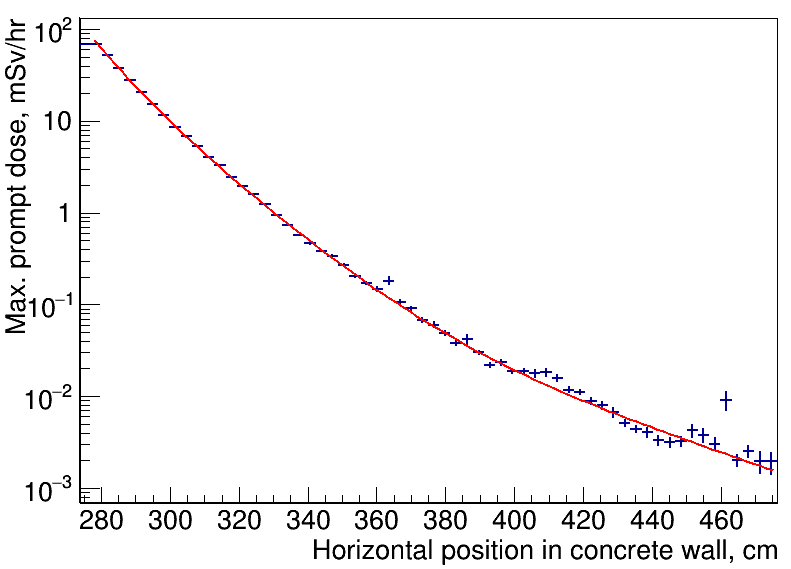 Max. prompt dose, mSv/hr
10²
10
1
10⁻¹
10⁻²
10⁻³
280 300 320 340 360 380 400 420 440 460
Horizontal position in concrete wall, cm